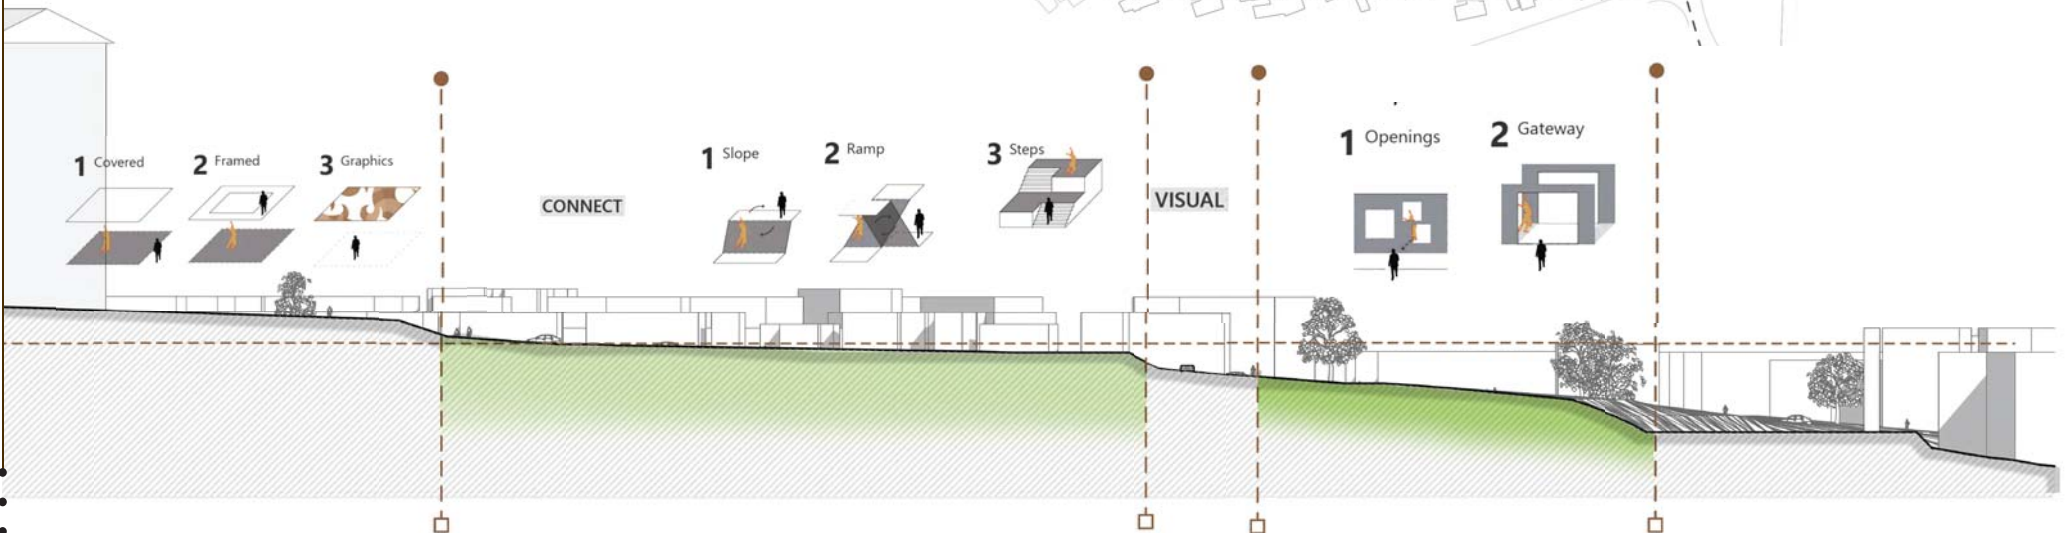 1 Covered
2 Framed
3 Graphics
CONNECT
1 Slope
2 Ramp
3 Steps
VISUAL
1 Openings
2 Gateway